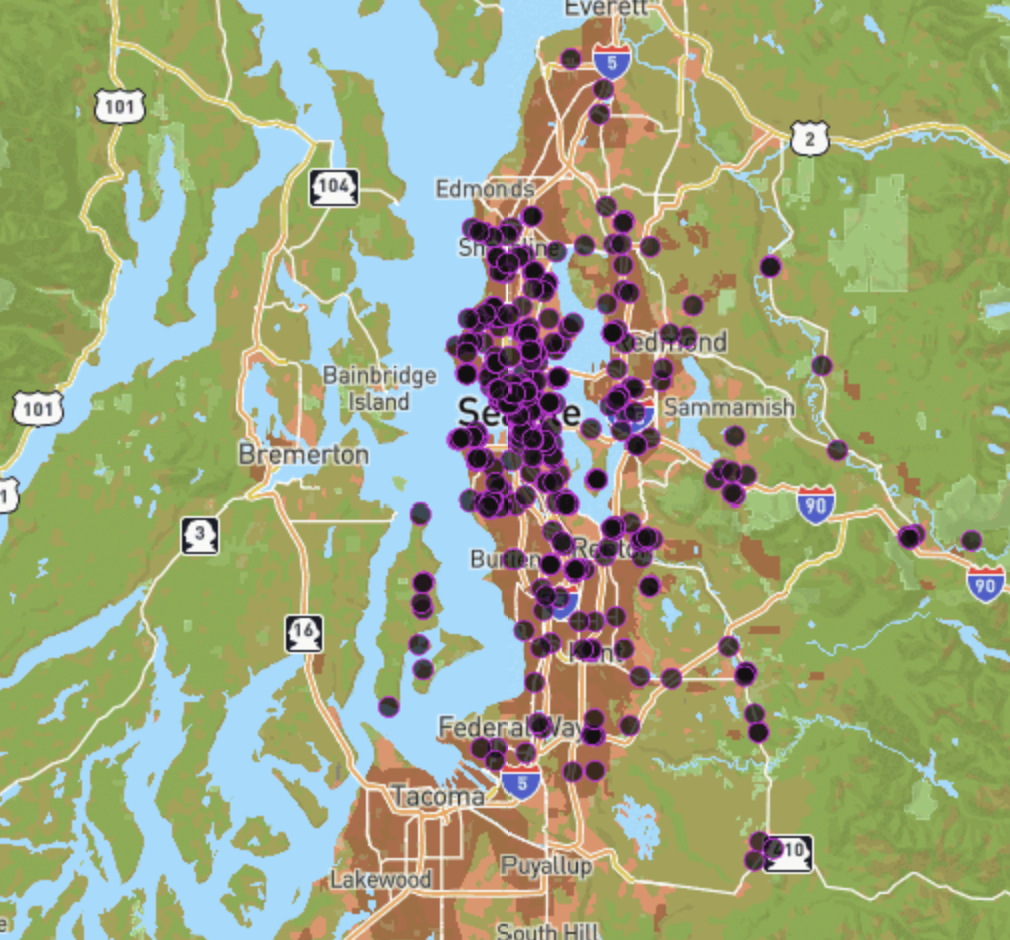 Everett
5
101
2
104
Edmonds
Shoreline
Redmond
Bainbridge
Island
101
Seattle
Sammamish
Bremerton
1
90
3
Burien
Renton
90
16
Kent
Federal Way
5
Tacoma
410
Puyallup
Lakewood
South Hill